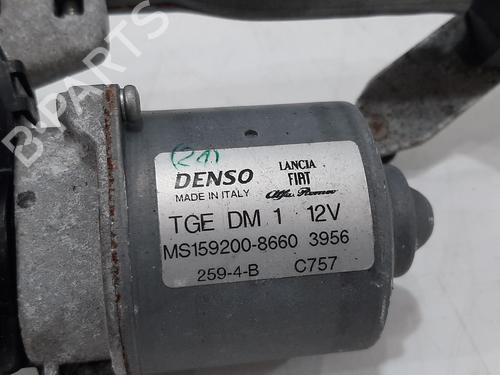 B-PARTS
(21)
DENSO LANCIA
MADE IN ITALY FIAT
Alfa Romeo
TGE DM 1 12V
MS159200-8660 3956
259-4-B C757